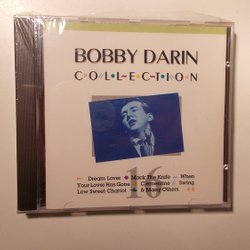 BOBBY DARIN
COLLECTION
16
Dream Lover • Mack The Knife • When
Your Lover Has Gone • Clementine • Swing
Low Sweet Chariot • & Many Others